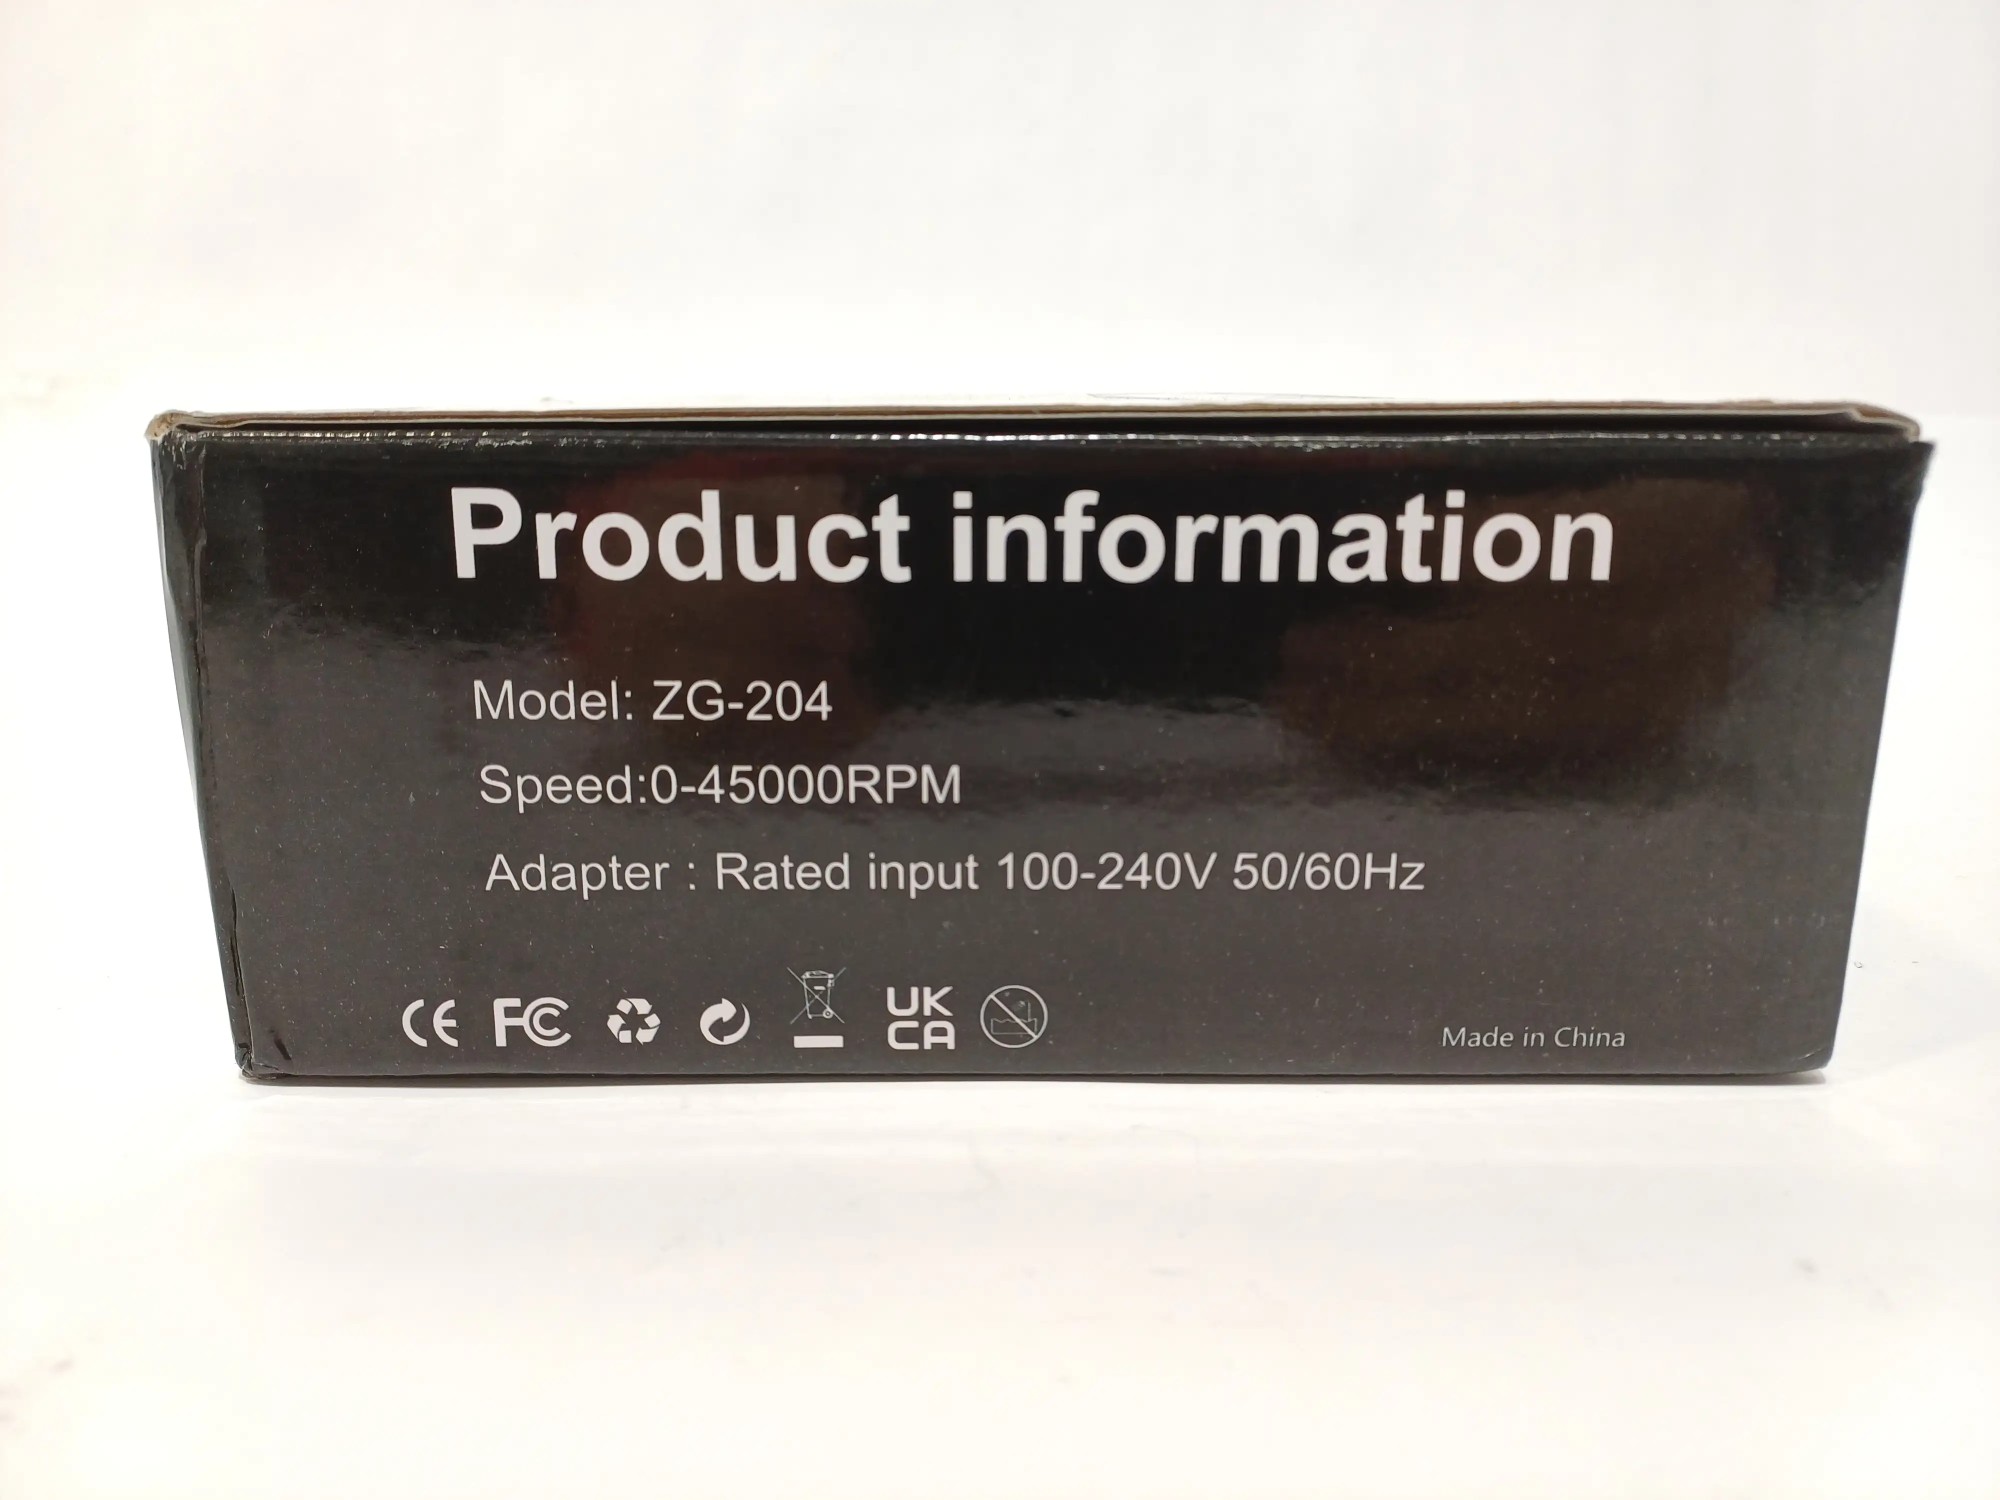 Product information
Model: ZG-204
Speed:0-45000RPM
Adapter : Rated input 100-240V 50/60Hz
CE FC UK
CA
Made in China